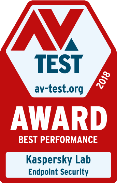 AV
TEST
av-test.org
2018
AWARD
BEST PERFORMANCE
Kaspersky Lab
Endpoint Security